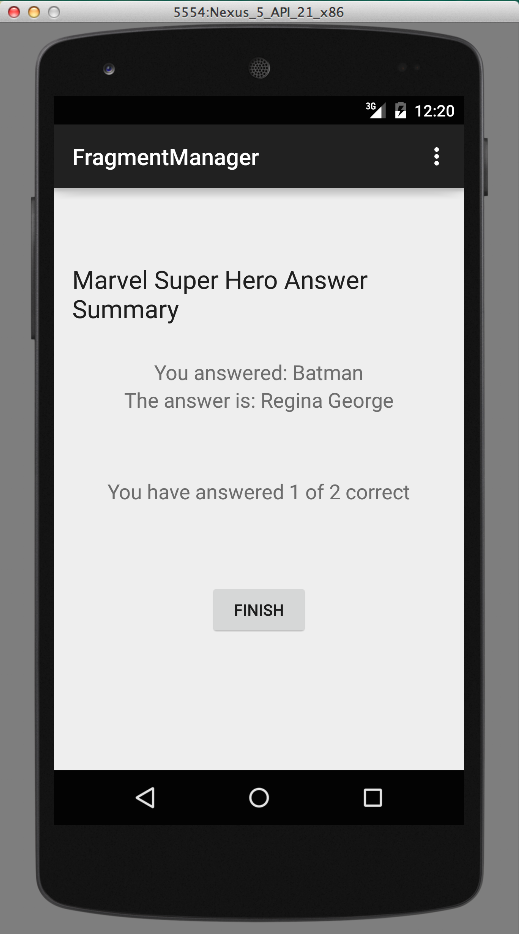 5554:Nexus_5_API_21_x86
3G 12:20
FragmentManager
Marvel Super Hero Answer
Summary
You answered: Batman
The answer is: Regina George
You have answered 1 of 2 correct
FINISH